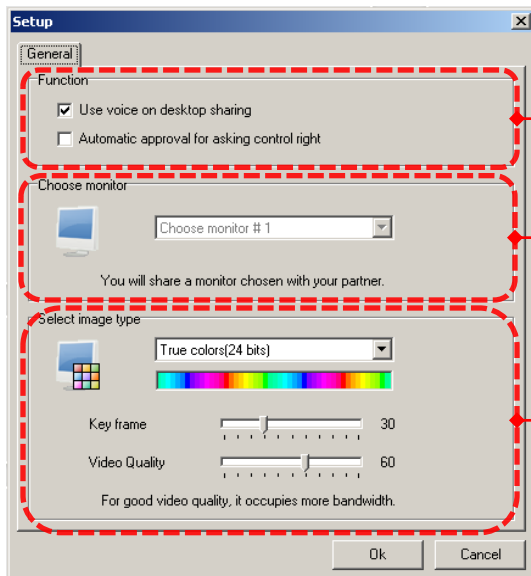 Setup
General
Function
Use voice on desktop sharing
Automatic approval for asking control right
Choose monitor
Choose monitor # 1
You will share a monitor chosen with your partner.
Select image type
True colors(24 bits)
Key frame 30
Video Quality 60
For good video quality, it occupies more bandwidth.
Ok Cancel